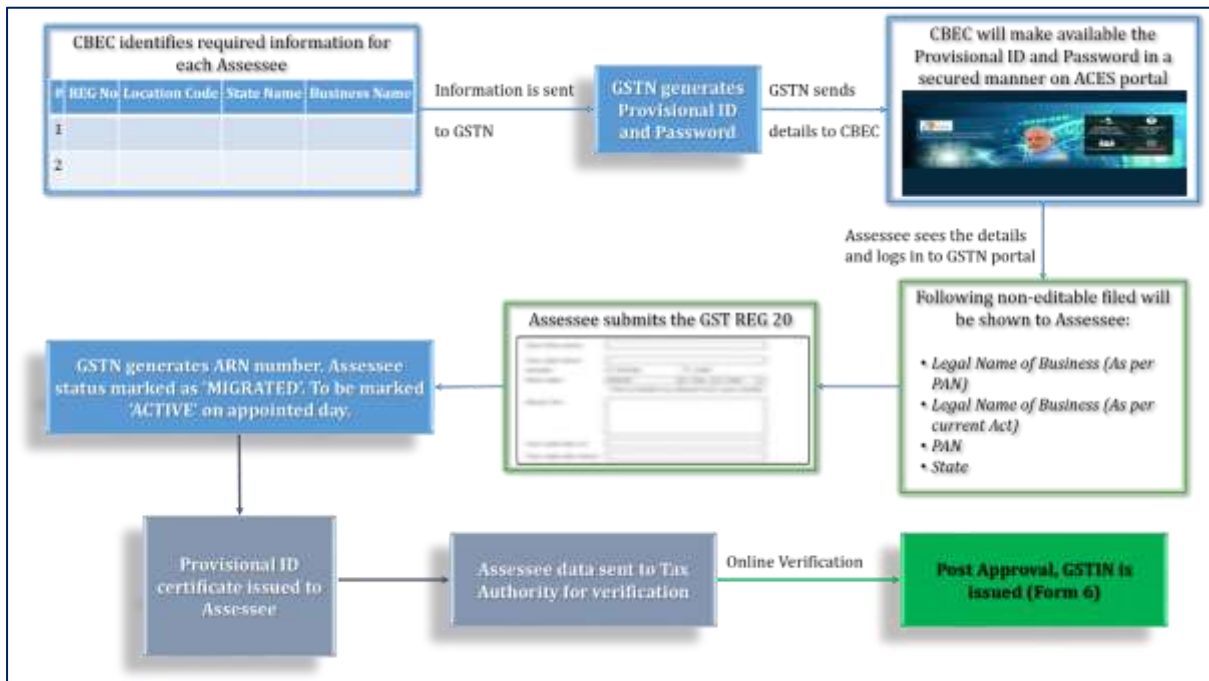 CBEC identifies required information for
each Assessee
# REG No Location Code State Name Business Name
1
2
Information is sent
to GSTN
GSTN generates
Provisional ID
and Password
GSTN sends
details to CBEC
CBEC will make available the
Provisional ID and Password in a
secured manner on ACES portal
Assessee sees the details
and logs in to GSTN portal
Following non-editable filed will
be shown to Assessee:
• Legal Name of Business (As per
PAN)
• Legal Name of Business (As per
current Act)
• PAN
• State
Assessee submits the GST REG 20
GSTN generates ARN number. Assessee
status marked as 'MIGRATED'. To be marked
'ACTIVE' on appointed day.
Provisional ID
certificate issued to
Assessee
Assessee data sent to Tax
Authority for verification
Online Verification
Post Approval, GSTIN is
issued (Form 6)